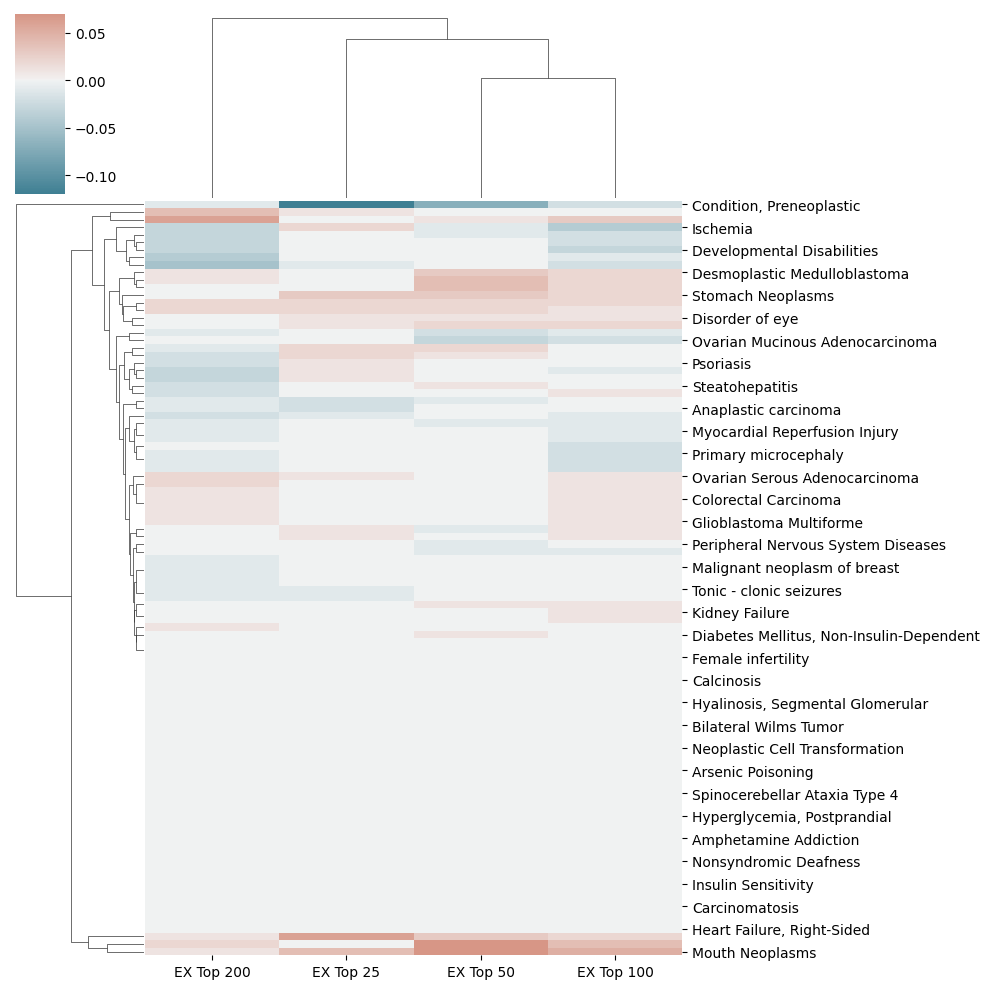 0.05
0.00
−0.05
−0.10
Condition, Preneoplastic
Ischemia
Developmental Disabilities
Desmoplastic Medulloblastoma
Stomach Neoplasms
Disorder of eye
Ovarian Mucinous Adenocarcinoma
Psoriasis
Steatohepatitis
Anaplastic carcinoma
Myocardial Reperfusion Injury
Primary microcephaly
Ovarian Serous Adenocarcinoma
Colorectal Carcinoma
Glioblastoma Multiforme
Peripheral Nervous System Diseases
Malignant neoplasm of breast
Tonic - clonic seizures
Kidney Failure
Diabetes Mellitus, Non-Insulin-Dependent
Female infertility
Calcinosis
Hyalinosis, Segmental Glomerular
Bilateral Wilms Tumor
Neoplastic Cell Transformation
Arsenic Poisoning
Spinocerebellar Ataxia Type 4
Hyperglycemia, Postprandial
Amphetamine Addiction
Nonsyndromic Deafness
Insulin Sensitivity
Carcinomatosis
Heart Failure, Right-Sided
Mouth Neoplasms
EX Top 200 EX Top 25 EX Top 50 EX Top 100